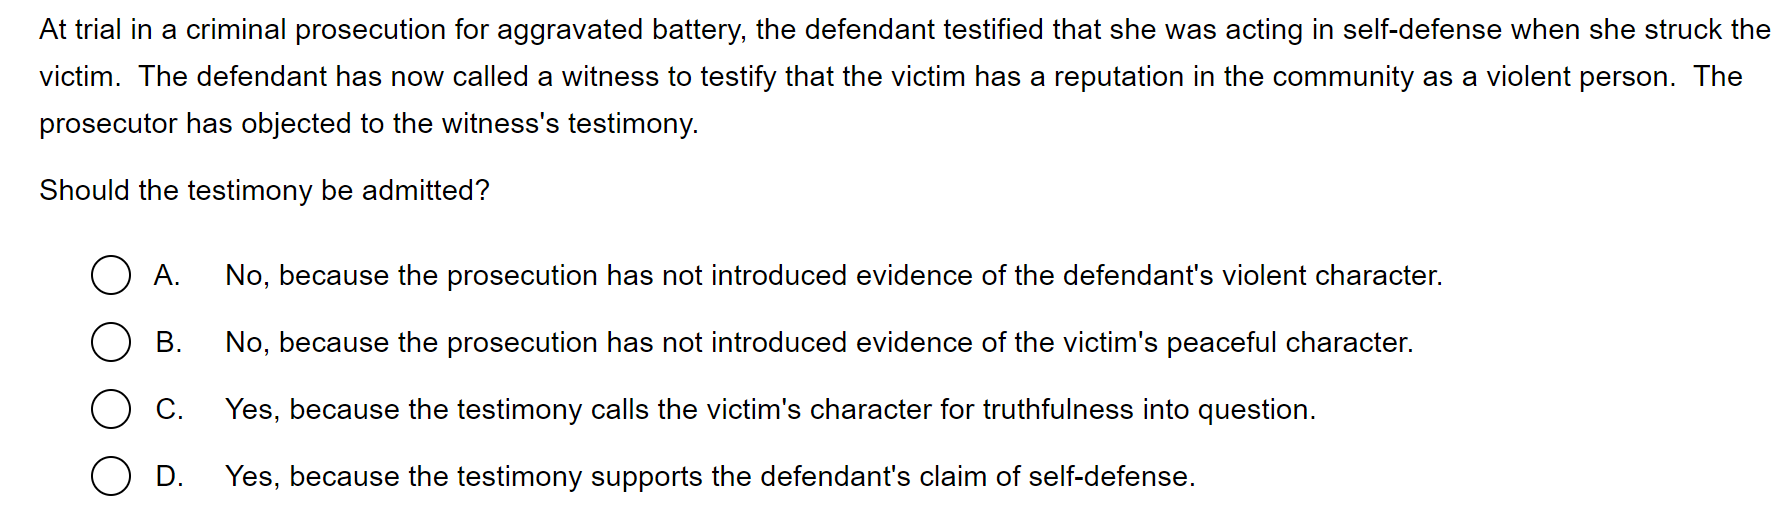 At trial in a criminal prosecution for aggravated battery, the defendant testified that she was acting in self-defense when she struck the
victim.  The defendant has now called a witness to testify that the victim has a reputation in the community as a violent person.  The
prosecutor has objected to the witness's testimony.
Should the testimony be admitted?
A. No, because the prosecution has not introduced evidence of the defendant's violent character.
B. No, because the prosecution has not introduced evidence of the victim's peaceful character.
C. Yes, because the testimony calls the victim's character for truthfulness into question.
D. Yes, because the testimony supports the defendant's claim of self-defense.